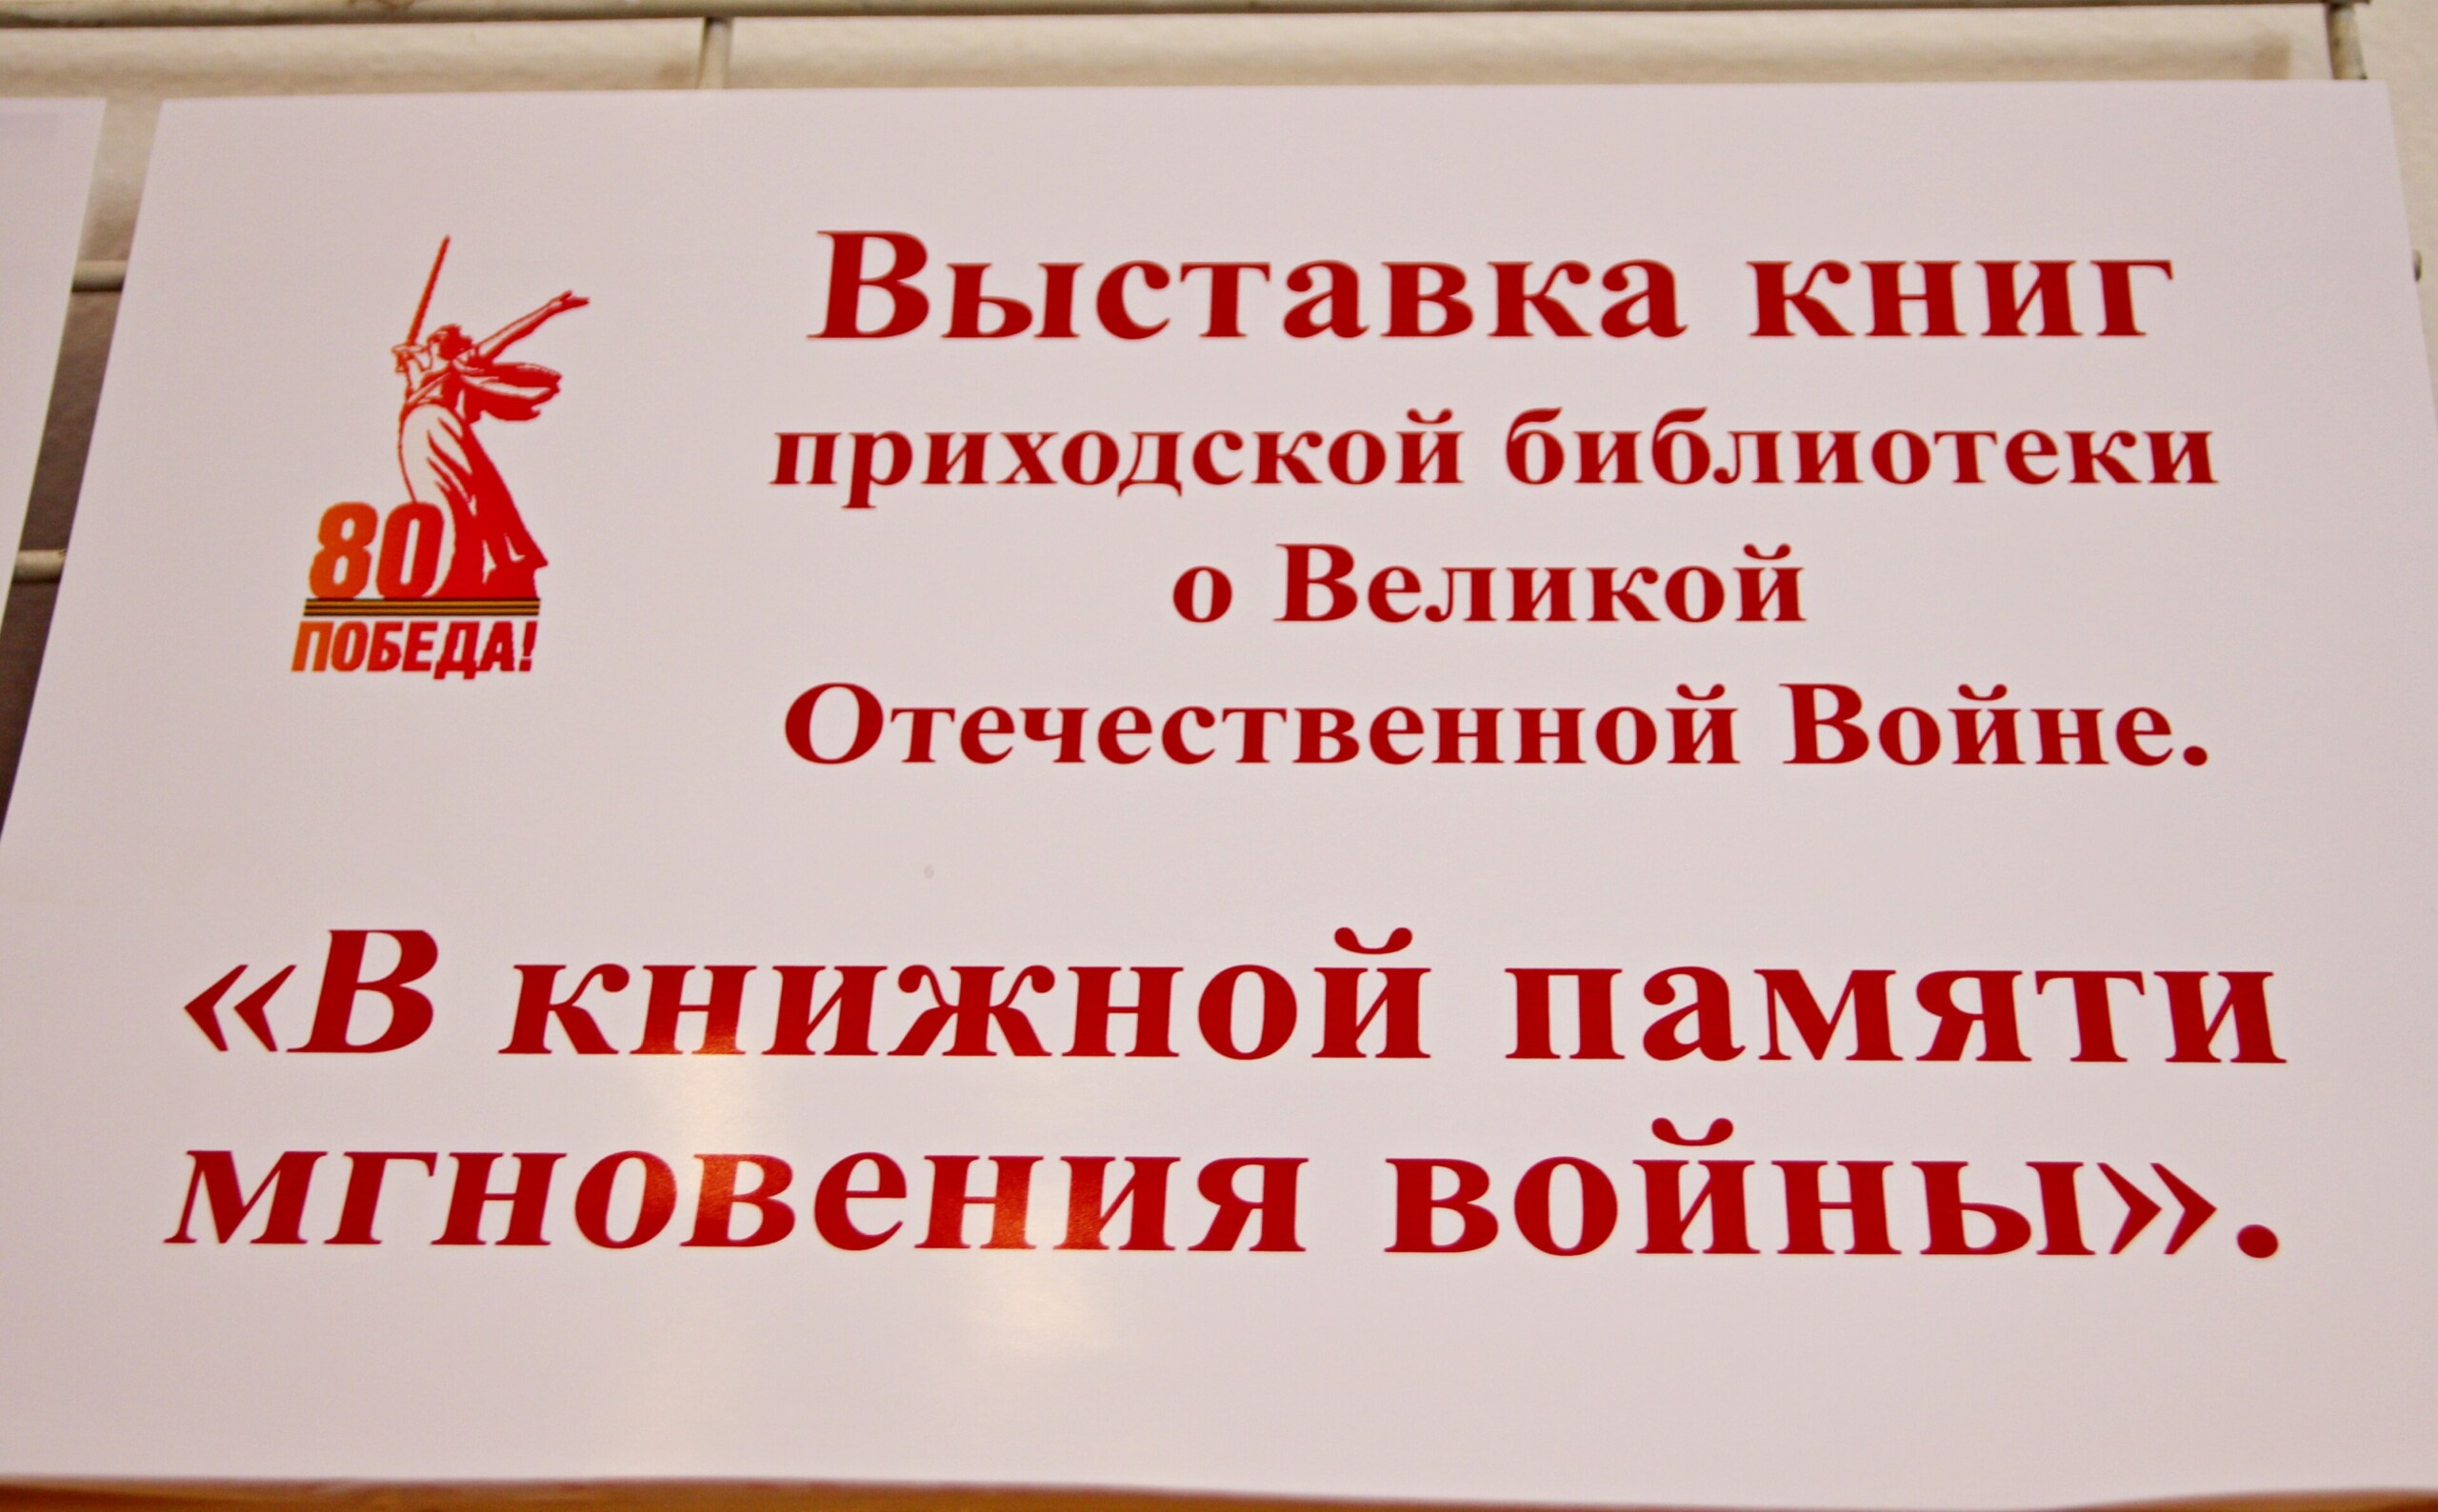 80
ПОБЕДА!
Выставка книг
приходской библиотеки
о Великой
Отечественной Войне.
«В книжной памяти
мгновения войны».